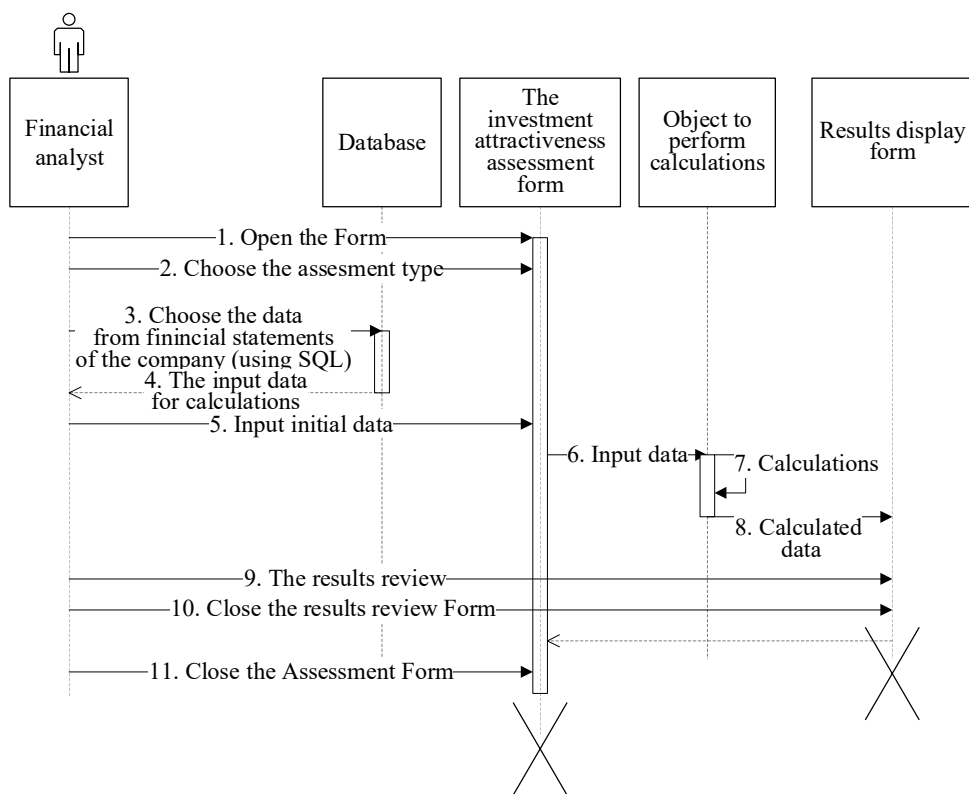 Financial
analyst
Database
The
investment
attractiveness
assessment
form
Object to
perform
calculations
Results display
form
1. Open the Form
2. Choose the assesment type
3. Choose the data
from finincial statements
of the company (using SQL)
4. The input data
for calculations
5. Input initial data
6. Input data
7. Calculations
8. Calculated
data
9. The results review
10. Close the results review Form
11. Close the Assessment Form